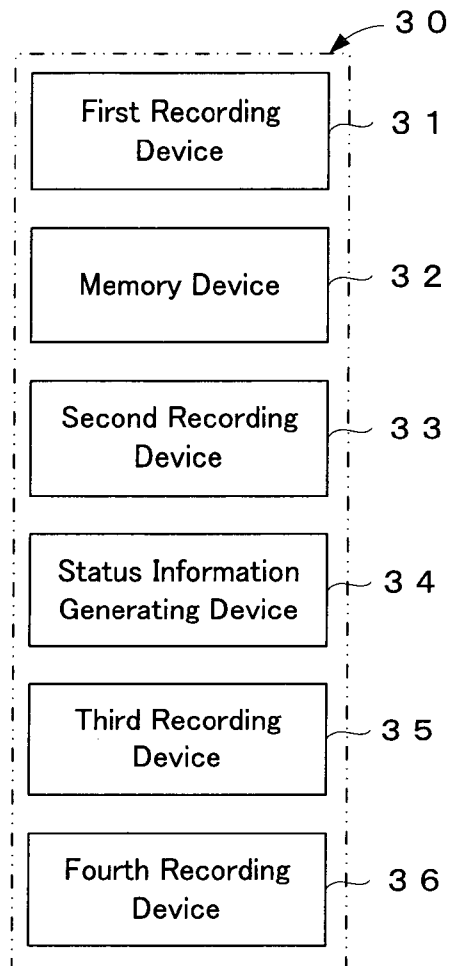 30
First Recording
Device
31
Memory Device
32
Second Recording
Device
33
Status Information
Generating Device
34
Third Recording
Device
35
Fourth Recording
Device
36